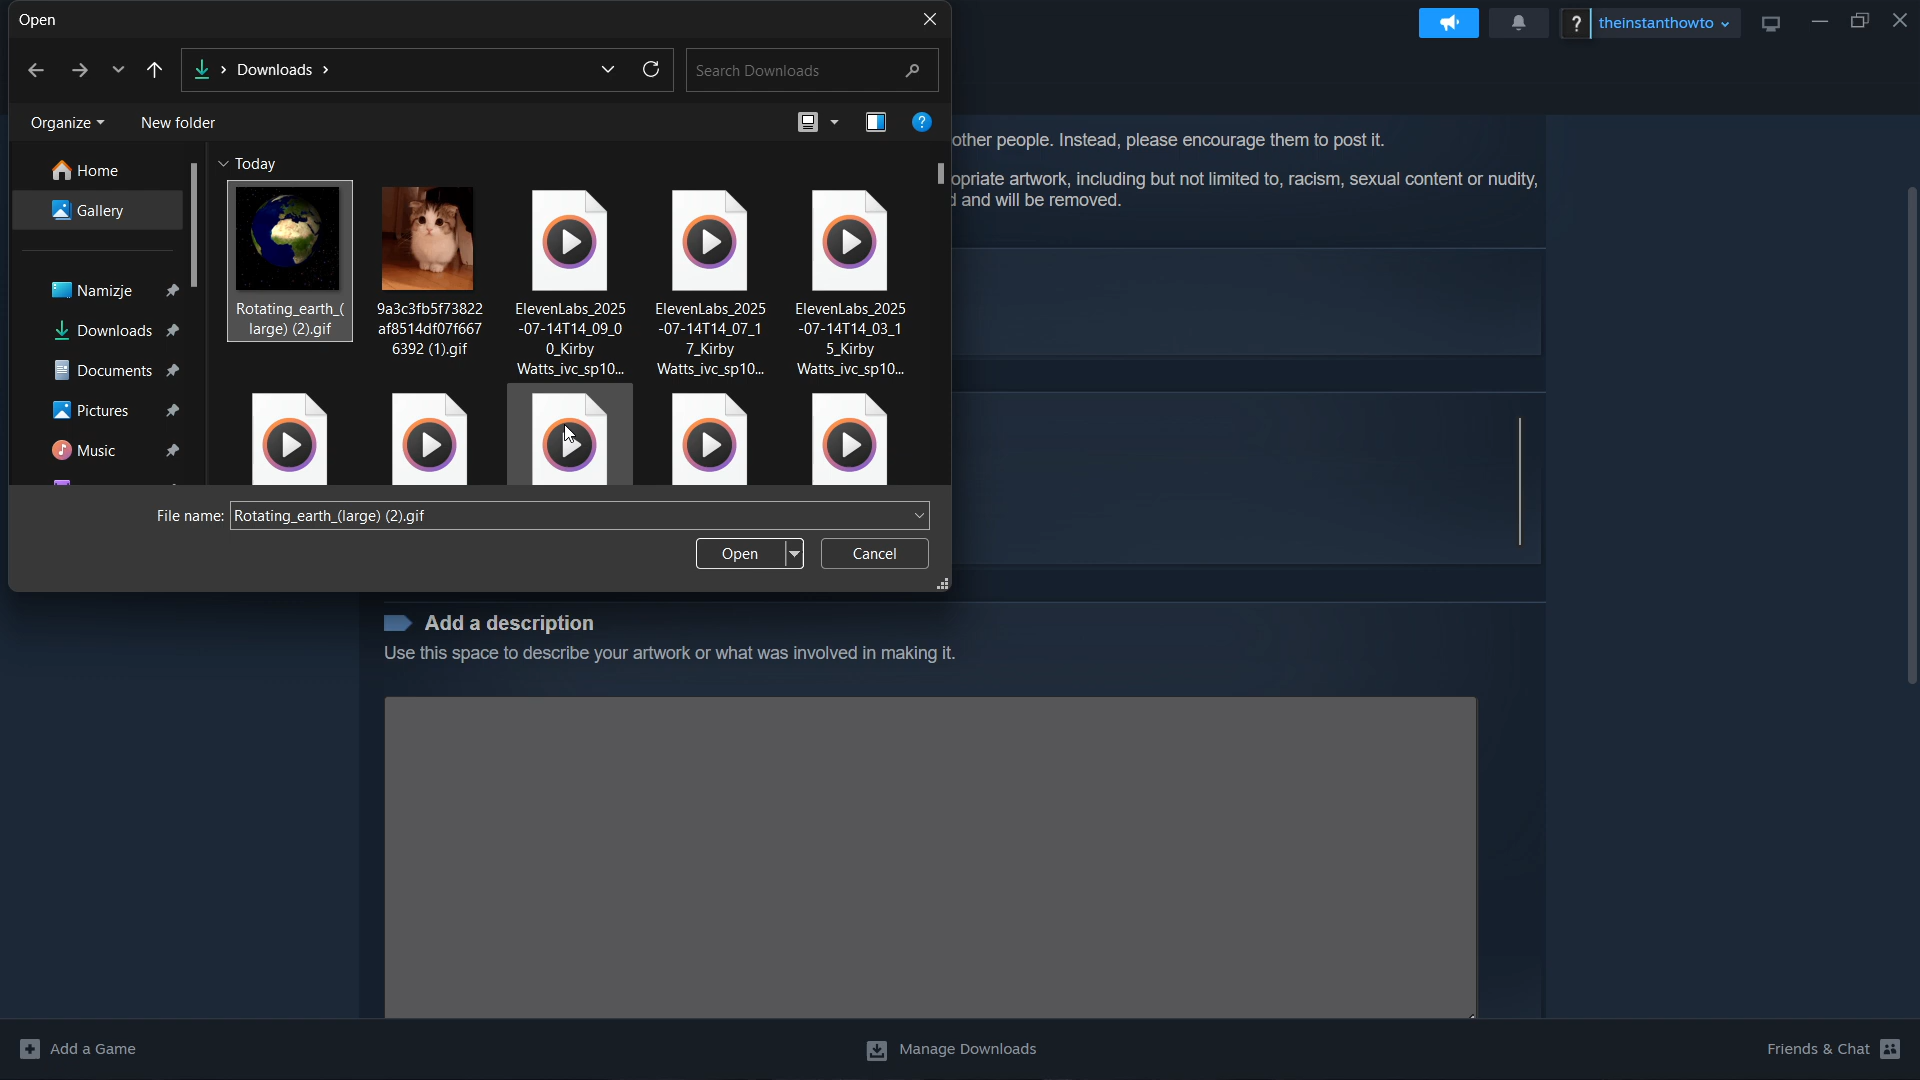 Open
theinstanthowto
Downloads
Search Downloads
Organize
New folder
other people. Instead, please encourage them to post it.
opriate artwork, including but not limited to, racism, sexual content or nudity,
and will be removed.
Home
Gallery
Namizje
Downloads
Documents
Pictures
Music
Today
Rotating_earth_(
large) (2).gif
9a3c3fb5f73822
af8514df07f667
6392 (1).gif
ElevenLabs_2025
-07-14T14_09_0
0_Kirby
Watts_ivc_sp10...
ElevenLabs_2025
-07-14T14_07_1
7_Kirby
Watts_ivc_sp10...
ElevenLabs_2025
-07-14T14_03_1
5_Kirby
Watts_ivc_sp10...
File name: Rotating_earth_(large) (2).gif
Open
Cancel
Add a description
Use this space to describe your artwork or what was involved in making it.
Add a Game
Manage Downloads
Friends & Chat